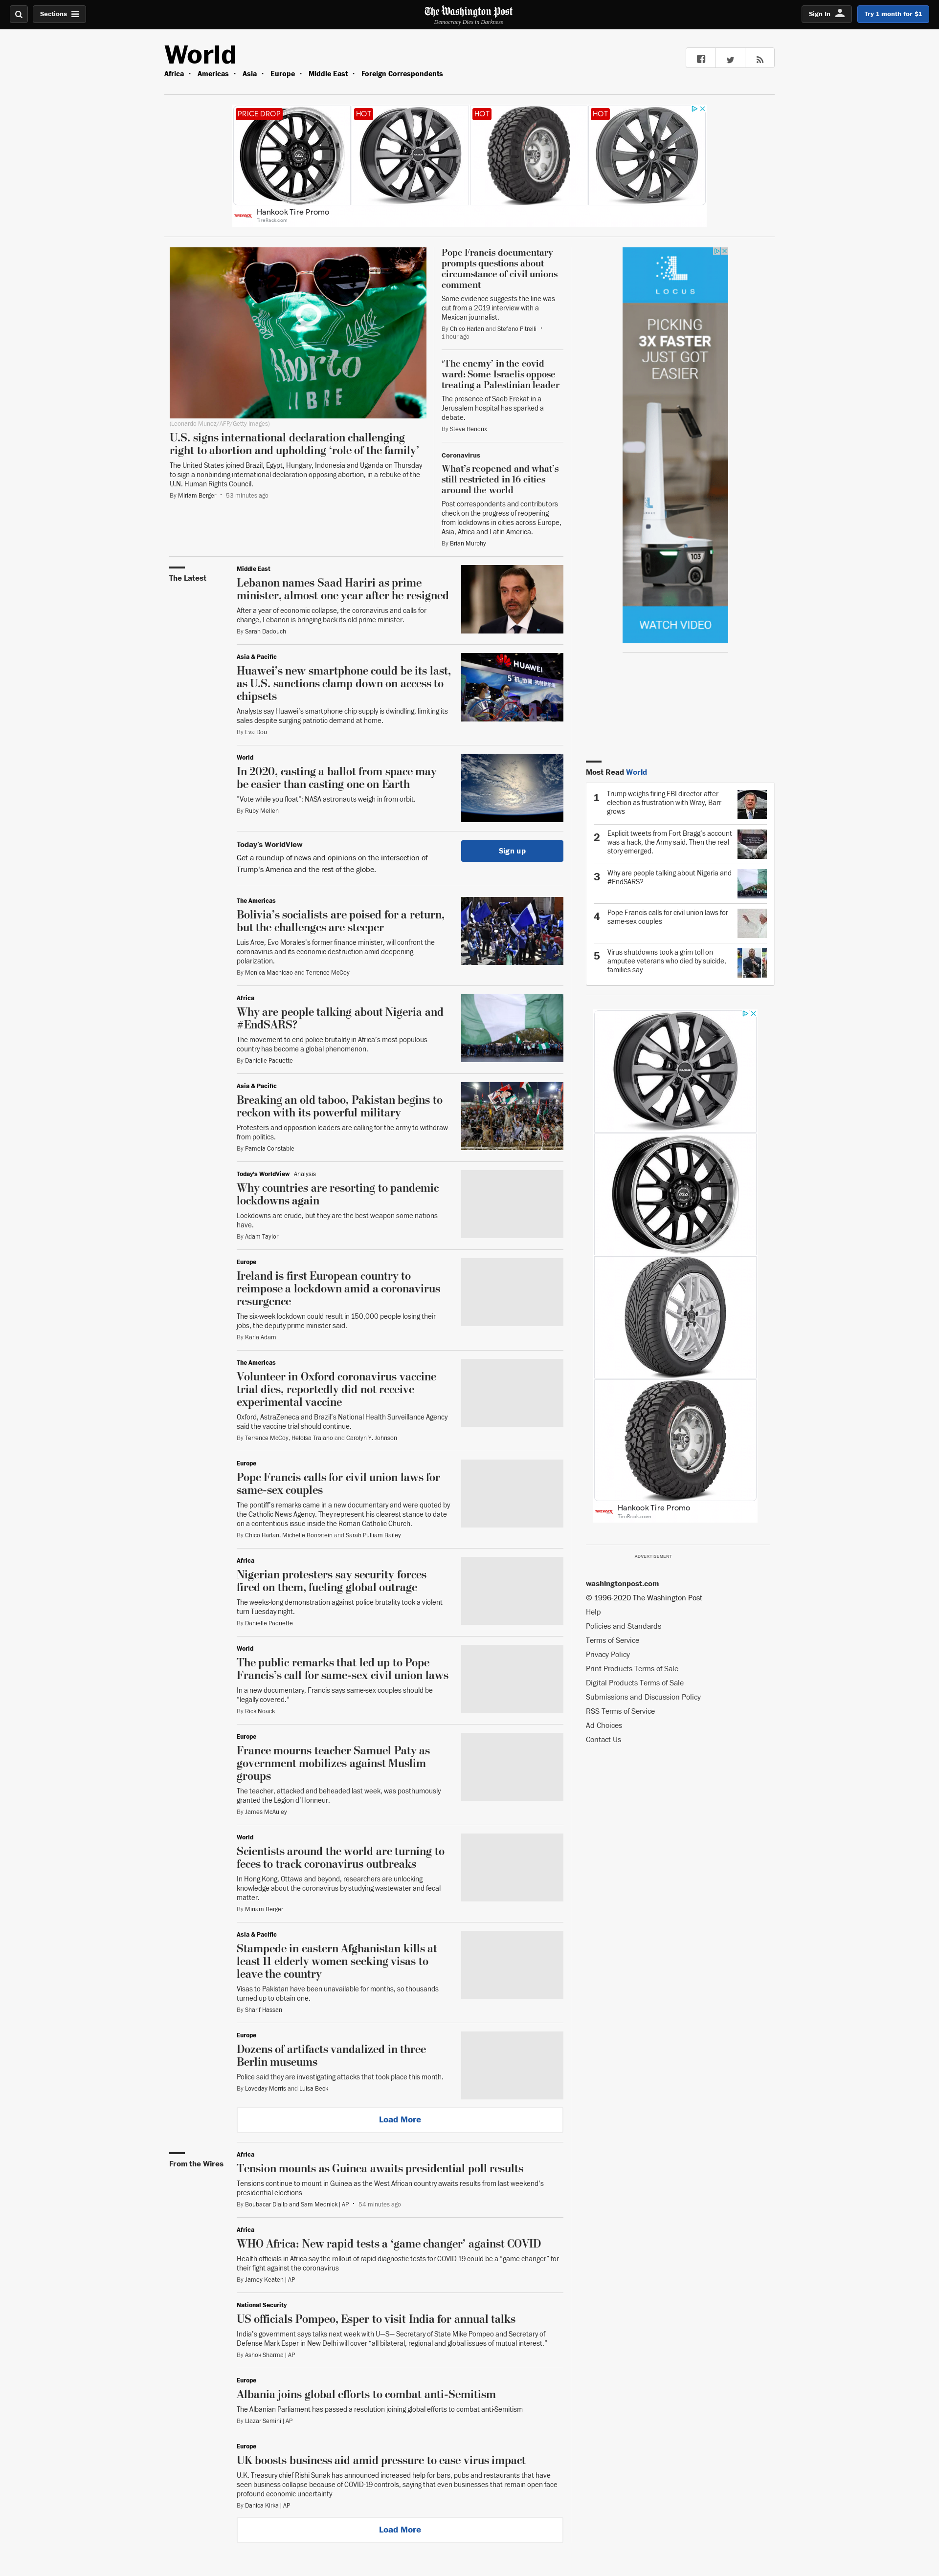 Sections
The Washington Post
Democracy Dies in Darkness
Sign In
Try 1 month for $1
World
Africa • Americas • Asia • Europe • Middle East • Foreign Correspondents
PRICE DROP
HOT
HOT
HOT
Hankook Tire Promo
TireRack.com
Aborto
LIBRE
(Leonardo Munoz/AFP/Getty Images)
U.S. signs international declaration challenging
right to abortion and upholding ‘role of the family’
The United States joined Brazil, Egypt, Hungary, Indonesia and Uganda on Thursday
to sign a nonbinding international declaration opposing abortion, in a rebuke of the
U.N. Human Rights Council.
By Miriam Berger • 53 minutes ago
Pope Francis documentary
prompts questions about
circumstance of civil unions
comment
Some evidence suggests the line was
cut from a 2019 interview with a
Mexican journalist.
By Chico Harlan and Stefano Pitrelli •
1 hour ago
‘The enemy’ in the covid
ward: Some Israelis oppose
treating a Palestinian leader
The presence of Saeb Erekat in a
Jerusalem hospital has sparked a
debate.
By Steve Hendrix
Coronavirus
What’s reopened and what’s
still restricted in 16 cities
around the world
Post correspondents and contributors
check on the progress of reopening
from lockdowns in cities across Europe,
Asia, Africa and Latin America.
By Brian Murphy
LOCUS
PICKING
3X FASTER
JUST GOT
EASIER
103
WATCH VIDEO
The Latest
Middle East
Lebanon names Saad Hariri as prime
minister, almost one year after he resigned
After a year of economic collapse, the coronavirus and calls for
change, Lebanon is bringing back its old prime minister.
By Sarah Dadouch
Asia & Pacific
Huawei’s new smartphone could be its last,
as U.S. sanctions clamp down on access to
chipsets
Analysts say Huawei’s smartphone chip supply is dwindling, limiting its
sales despite surging patriotic demand at home.
By Eva Dou
HUAWEI
World
In 2020, casting a ballot from space may
be easier than casting one on Earth
“Vote while you float”: NASA astronauts weigh in from orbit.
By Ruby Mellen
Today’s WorldView
Get a roundup of news and opinions on the intersection of
Trump's America and the rest of the globe.
Sign up
The Americas
Bolivia’s socialists are poised for a return,
but the challenges are steeper
Luis Arce, Evo Morales’s former finance minister, will confront the
coronavirus and its economic destruction amid deepening
polarization.
By Monica Machicao and Terrence McCoy
Africa
Why are people talking about Nigeria and
#EndSARS?
The movement to end police brutality in Africa’s most populous
country has become a global phenomenon.
By Danielle Paquette
Asia & Pacific
Breaking an old taboo, Pakistan begins to
reckon with its powerful military
Protesters and opposition leaders are calling for the army to withdraw
from politics.
By Pamela Constable
Today's WorldView Analysis
Why countries are resorting to pandemic
lockdowns again
Lockdowns are crude, but they are the best weapon some nations
have.
By Adam Taylor
Europe
Ireland is first European country to
reimpose a lockdown amid a coronavirus
resurgence
The six-week lockdown could result in 150,000 people losing their
jobs, the deputy prime minister said.
By Karla Adam
The Americas
Volunteer in Oxford coronavirus vaccine
trial dies, reportedly did not receive
experimental vaccine
Oxford, AstraZeneca and Brazil’s National Health Surveillance Agency
said the vaccine trial should continue.
By Terrence McCoy, Heloísa Traiano and Carolyn Y. Johnson
Europe
Pope Francis calls for civil union laws for
same-sex couples
The pontiff’s remarks came in a new documentary and were quoted by
the Catholic News Agency. They represent his clearest stance to date
on a contentious issue inside the Roman Catholic Church.
By Chico Harlan, Michelle Boorstein and Sarah Pulliam Bailey
Africa
Nigerian protesters say security forces
fired on them, fueling global outrage
The weeks-long demonstration against police brutality took a violent
turn Tuesday night.
By Danielle Paquette
World
The public remarks that led up to Pope
Francis’s call for same-sex civil union laws
In a new documentary, Francis says same-sex couples should be
“legally covered.”
By Rick Noack
Europe
France mourns teacher Samuel Paty as
government mobilizes against Muslim
groups
The teacher, attacked and beheaded last week, was posthumously
granted the Légion d’Honneur.
By James McAuley
World
Scientists around the world are turning to
feces to track coronavirus outbreaks
In Hong Kong, Ottawa and beyond, researchers are unlocking
knowledge about the coronavirus by studying wastewater and fecal
matter.
By Miriam Berger
Asia & Pacific
Stampede in eastern Afghanistan kills at
least 11 elderly women seeking visas to
leave the country
Visas to Pakistan have been unavailable for months, so thousands
turned up to obtain one.
By Sharif Hassan
Europe
Dozens of artifacts vandalized in three
Berlin museums
Police said they are investigating attacks that took place this month.
By Loveday Morris and Luisa Beck
Load More
Most Read World
1 Trump weighs firing FBI director after
election as frustration with Wray, Barr
grows
2 Explicit tweets from Fort Bragg’s account
was a hack, the Army said. Then the real
story emerged.
3 Why are people talking about Nigeria and
#EndSARS?
4 Pope Francis calls for civil union laws for
same-sex couples
5 Virus shutdowns took a grim toll on
amputee veterans who died by suicide,
families say
Hankook Tire Promo
TireRack.com
ADVERTISEMENT
washingtonpost.com
© 1996-2020 The Washington Post
Help
Policies and Standards
Terms of Service
Privacy Policy
Print Products Terms of Sale
Digital Products Terms of Sale
Submissions and Discussion Policy
RSS Terms of Service
Ad Choices
Contact Us
From the Wires
Africa
Tension mounts as Guinea awaits presidential poll results
Tensions continue to mount in Guinea as the West African country awaits results from last weekend’s
presidential elections
By Boubacar Diallo and Sam Mednick | AP • 54 minutes ago
Africa
WHO Africa: New rapid tests a ‘game changer’ against COVID
Health officials in Africa say the rollout of rapid diagnostic tests for COVID-19 could be a “game changer” for
their fight against the coronavirus
By Jamey Keaten | AP
National Security
US officials Pompeo, Esper to visit India for annual talks
India’s government says talks next week with U—S— Secretary of State Mike Pompeo and Secretary of
Defense Mark Esper in New Delhi will cover “all bilateral, regional and global issues of mutual interest.”
By Ashok Sharma | AP
Europe
Albania joins global efforts to combat anti-Semitism
The Albanian Parliament has passed a resolution joining global efforts to combat anti-Semitism
By Llazar Semini | AP
Europe
UK boosts business aid amid pressure to ease virus impact
U.K. Treasury chief Rishi Sunak has announced increased help for bars, pubs and restaurants that have
seen business collapse because of COVID-19 controls, saying that even businesses that remain open face
profound economic uncertainty
By Danica Kirka | AP
Load More